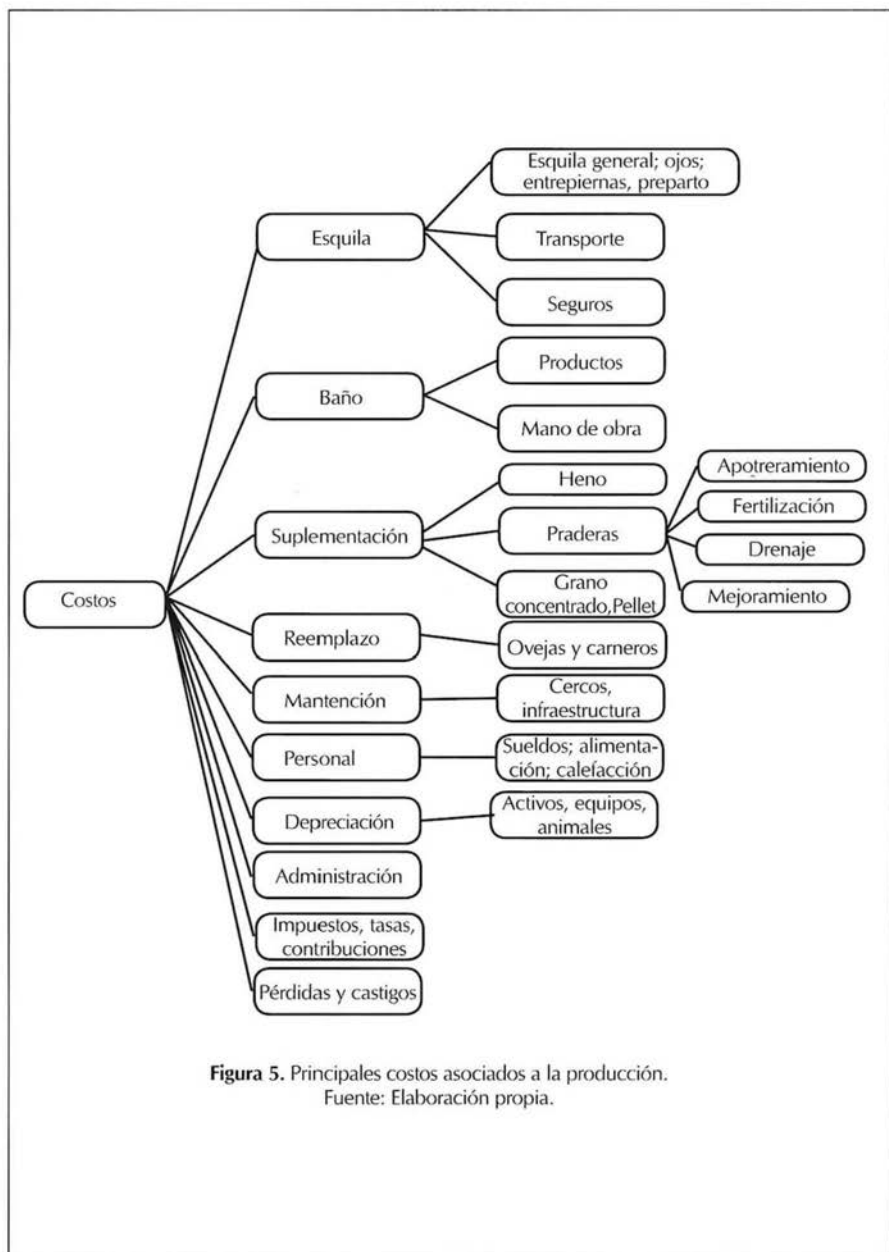 Esquila general; ojos;
entrepiernas, preparto
Esquila
Transporte
Seguros
Productos
Baño
Mano de obra
Heno
Apotreramiento
Fertilización
Suplementación
Praderas
Drenaje
Grano
concentrado,Pellet
Mejoramiento
Costos
Reemplazo
Ovejas y carneros
Mantención
Cercos,
infraestructura
Personal
Sueldos; alimenta-
ción; calefacción
Depreciación
Activos, equipos,
animales
Administración
Impuestos, tasas,
contribuciones
Pérdidas y castigos
Figura 5. Principales costos asociados a la producción.
Fuente: Elaboración propia.